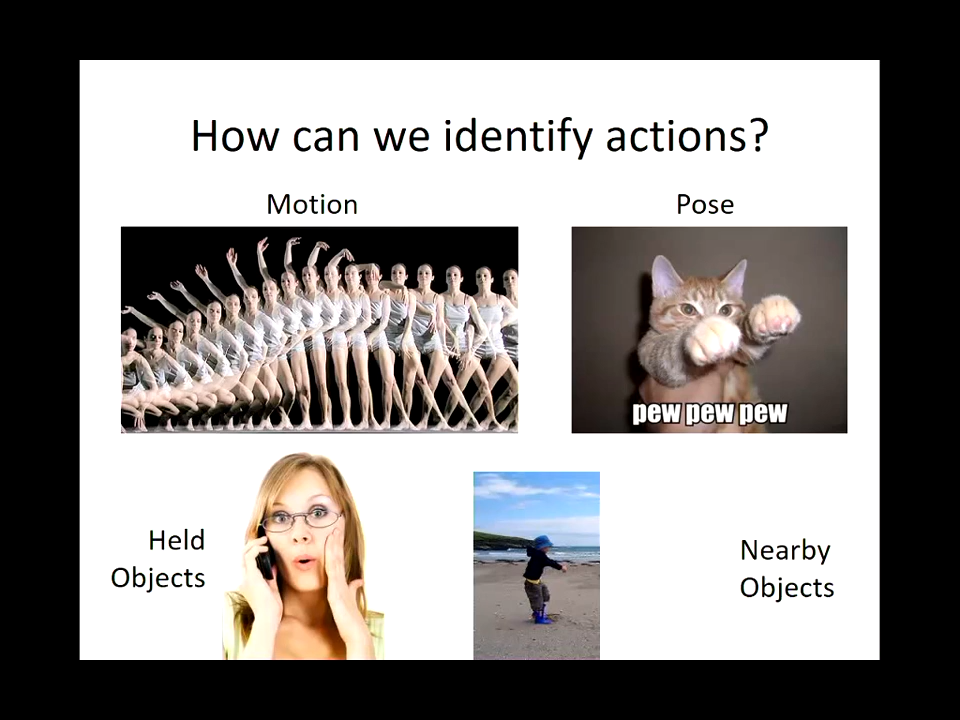 How can we identify actions?
Motion
Pose
pew pew pew
Held
Objects
Nearby
Objects